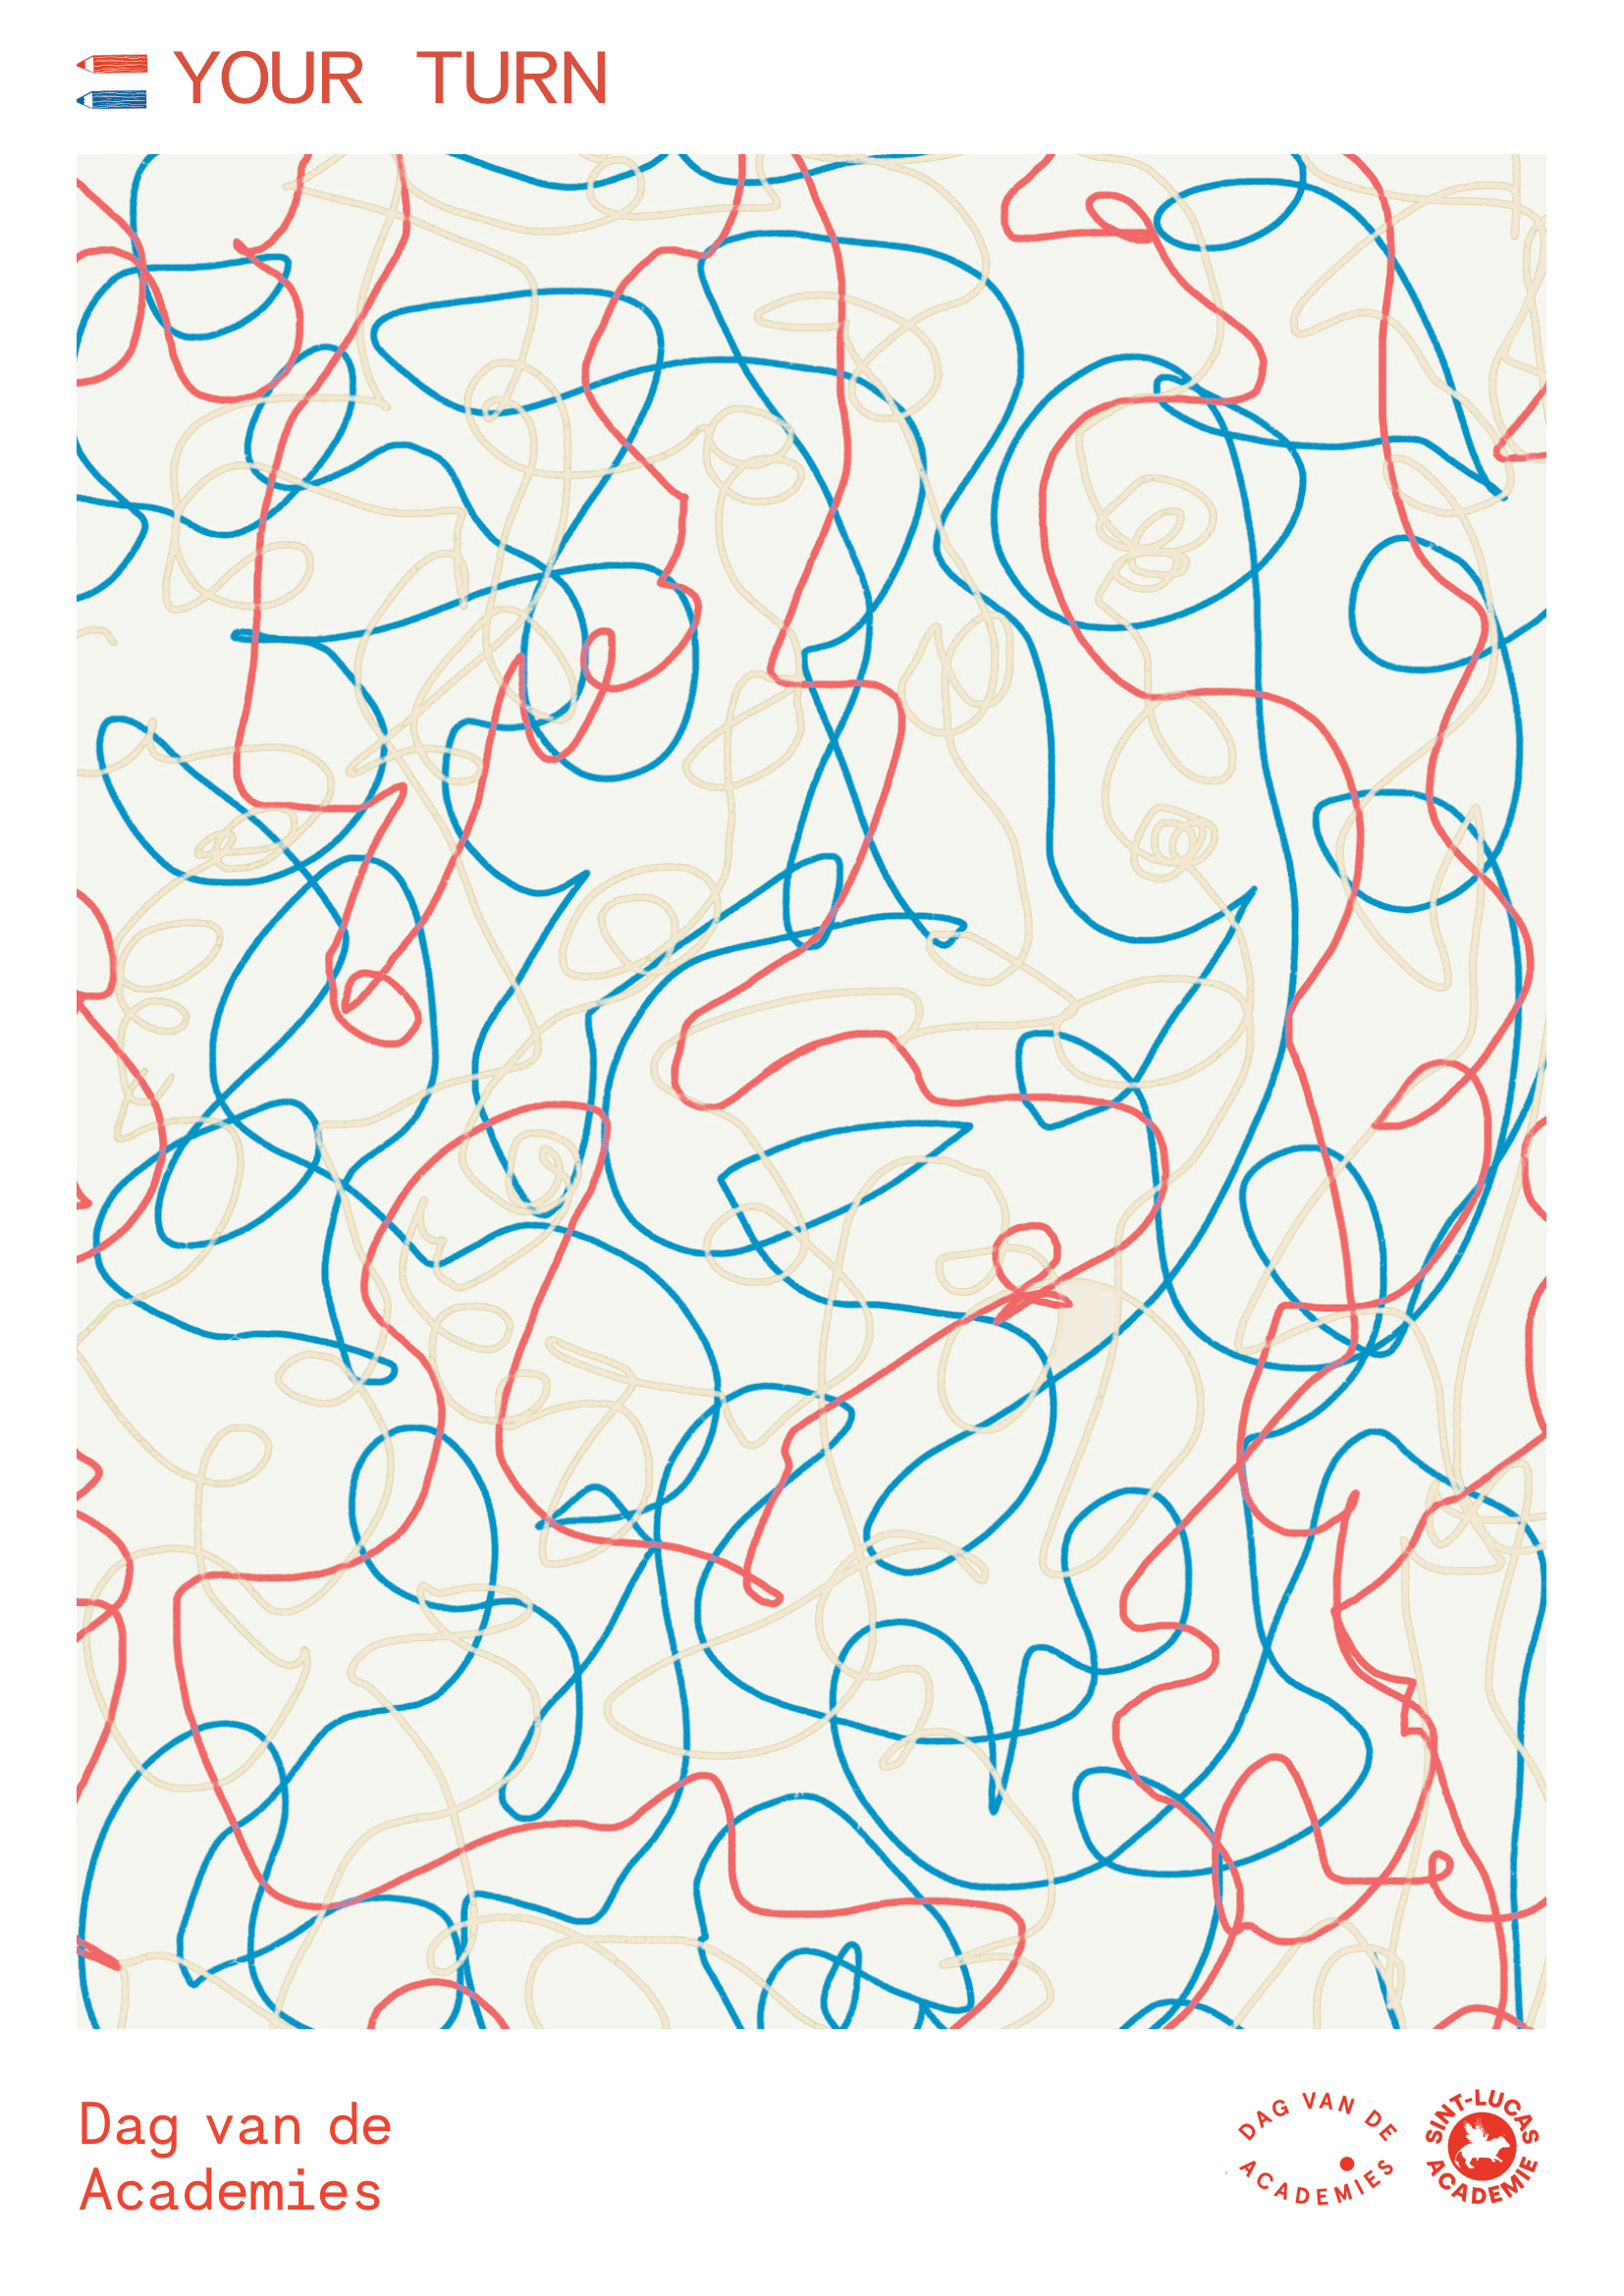 YOUR TURN
Dag van de
Academies
DAG VAN DE
ACADEMIES
SINT-LUCAS
ACADEMIE